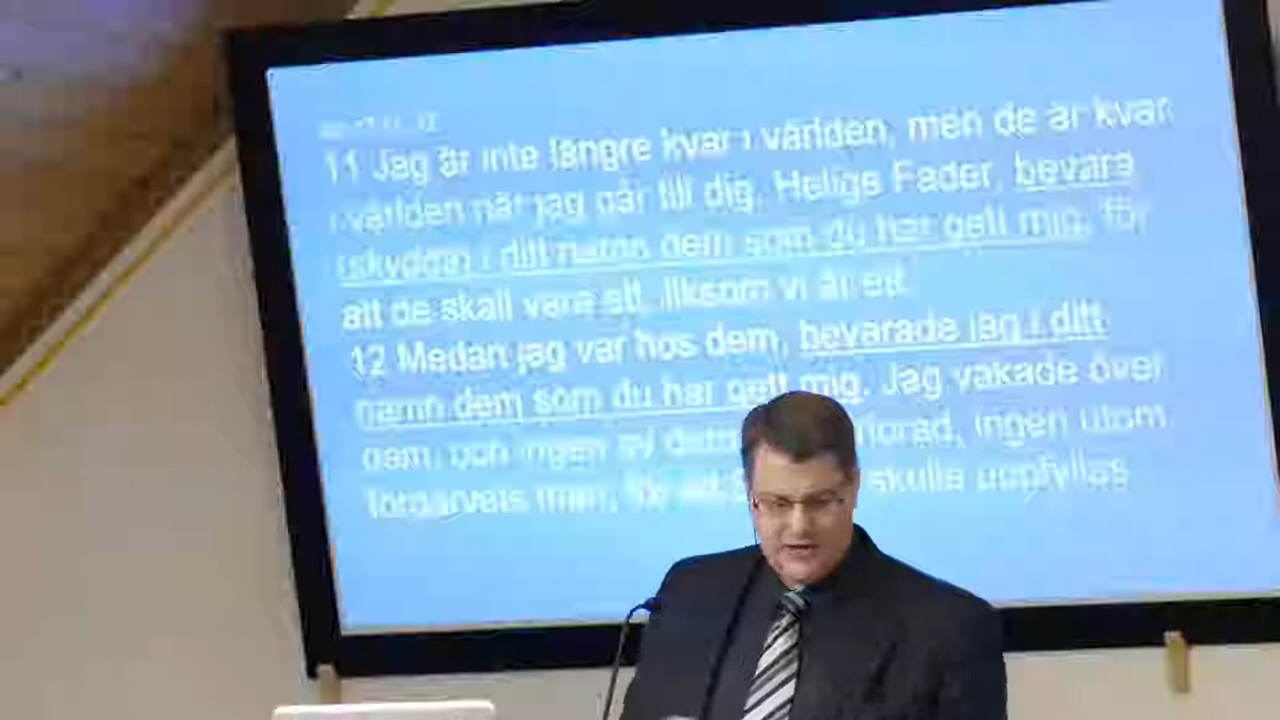 11 Jag är inte längre kvar i världen, men de är kvar
i världen när jag går till dig. Helige Fader, bevara
i ditt namn dem som du har gett mig, för
att de skall vara ett, liksom vi är ett.
12 Medan jag var hos dem, bevarade jag i ditt
namn dem som du har gett mig. Jag vakade över
dem, och ingen av dem ingen utom
fördärvets man, för att skulle uppfyllas